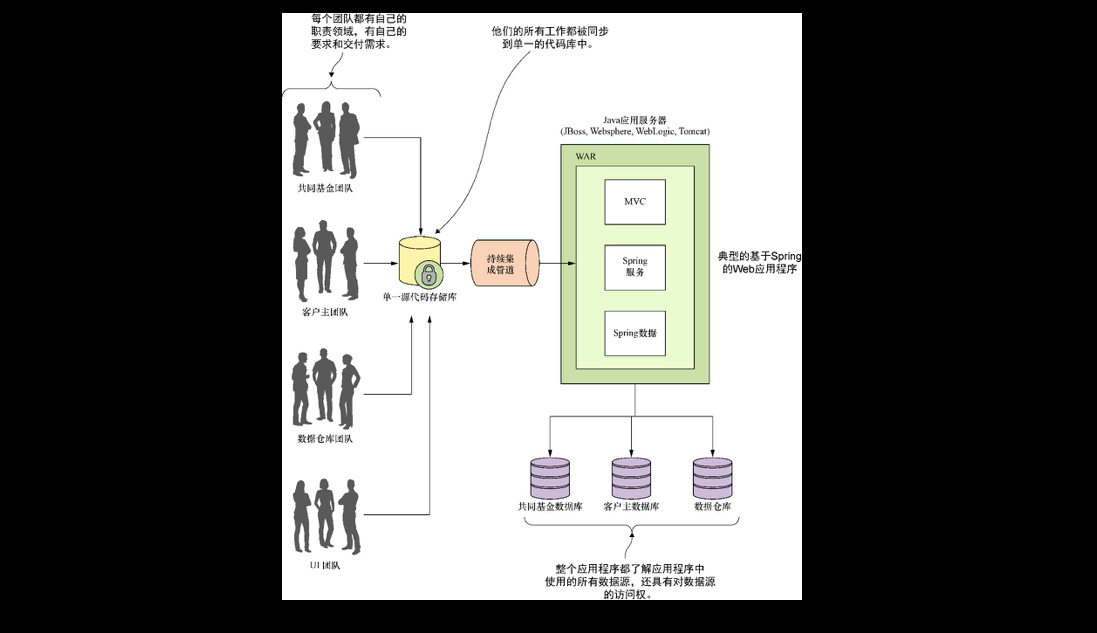 每个团队都有自己的
职责领域，有自己的
要求和交付需求。
他们的所有工作都被同步
到单一的代码库中。
共同基金团队
客户主团队
数据仓库团队
UI 团队
单一源代码存储库
持续集
成管道
Java应用服务器
(JBoss, Websphere, WebLogic, Tomcat)
WAR
MVC
Spring
服务
Spring数据
典型的基于Spring
的Web应用程序
共同基金数据库
客户主数据库
数据仓库
整个应用程序都了解应用程序中
使用的所有数据源，还具有对数据源
的访问权。